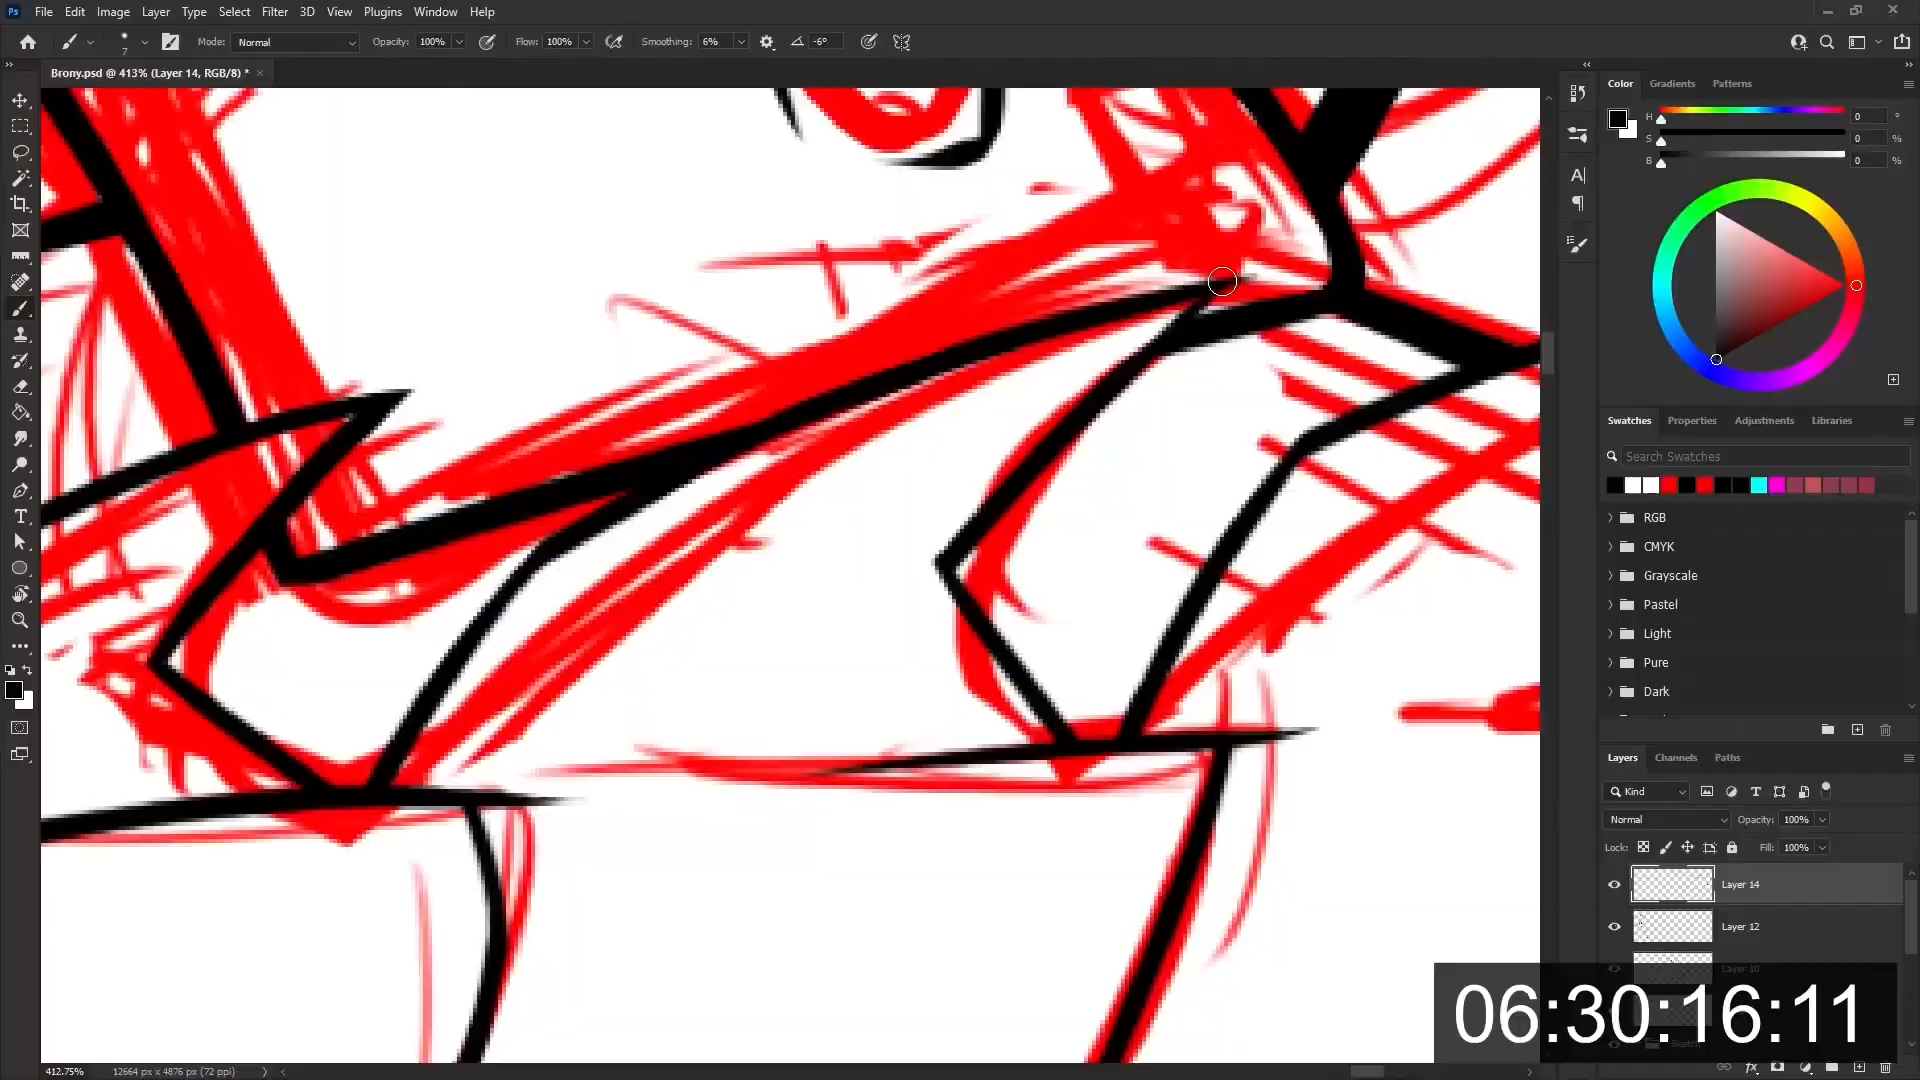 Ps File Edit Image Layer Type Select Filter 3D View Plugins Window Help
7 Mode: Normal Opacity: 100% Flow: 100% Smoothing: 6% -6°
Brony.psd @ 413% (Layer 14, RGB/8) * ×
Color Gradients Patterns
H 0 °
S 0 %
B 0 %
Swatches Properties Adjustments Libraries
Search Swatches
RGB
CMYK
Grayscale
Pastel
Light
Pure
Dark
Layers Channels Paths
Kind
Normal Opacity: 100%
Lock: Fill: 100%
Layer 14
Layer 12
Layer 10
06:30:16:11
Sketch
412.75% 12664 px x 4876 px (72 ppi)